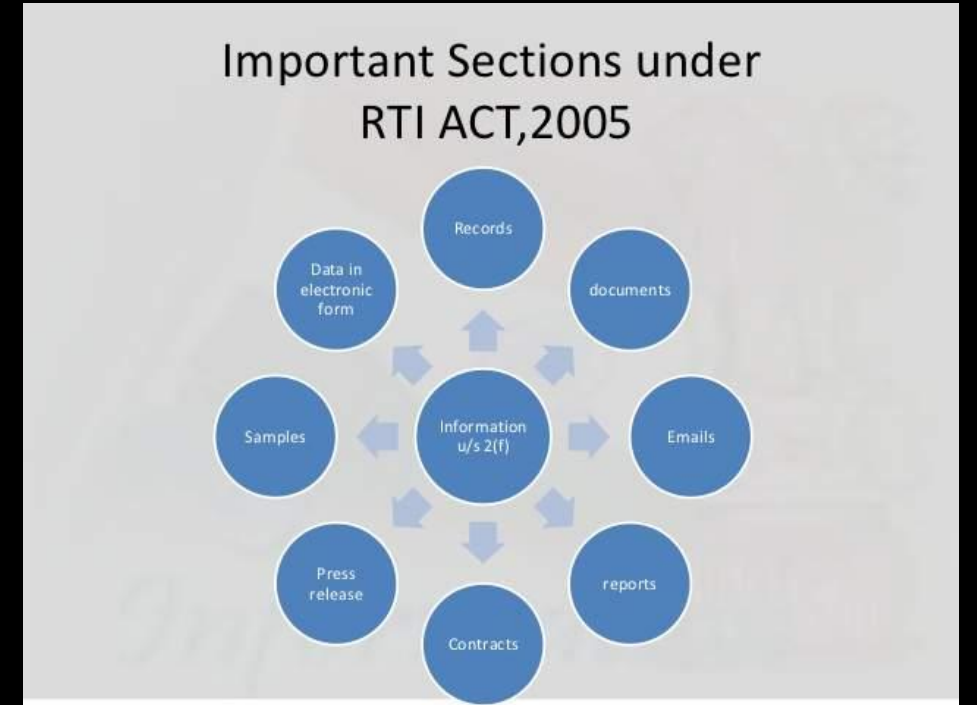 Important Sections under
RTI ACT,2005
Records
documents
Emails
reports
Contracts
Press
release
Samples
Data in
electronic
form
Information
u/s 2(f)